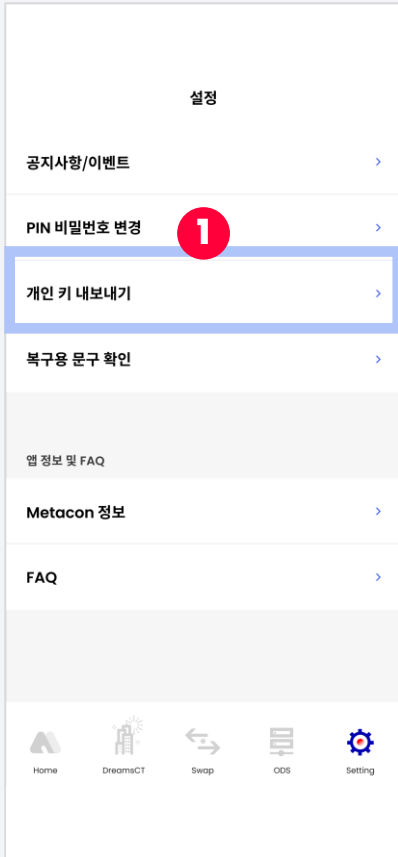 설정
공지사항/이벤트
PIN 비밀번호 변경
1
개인 키 내보내기
복구용 문구 확인
앱 정보 및 FAQ
Metacon 정보
FAQ
Home DreamsCT Swap ODS Setting